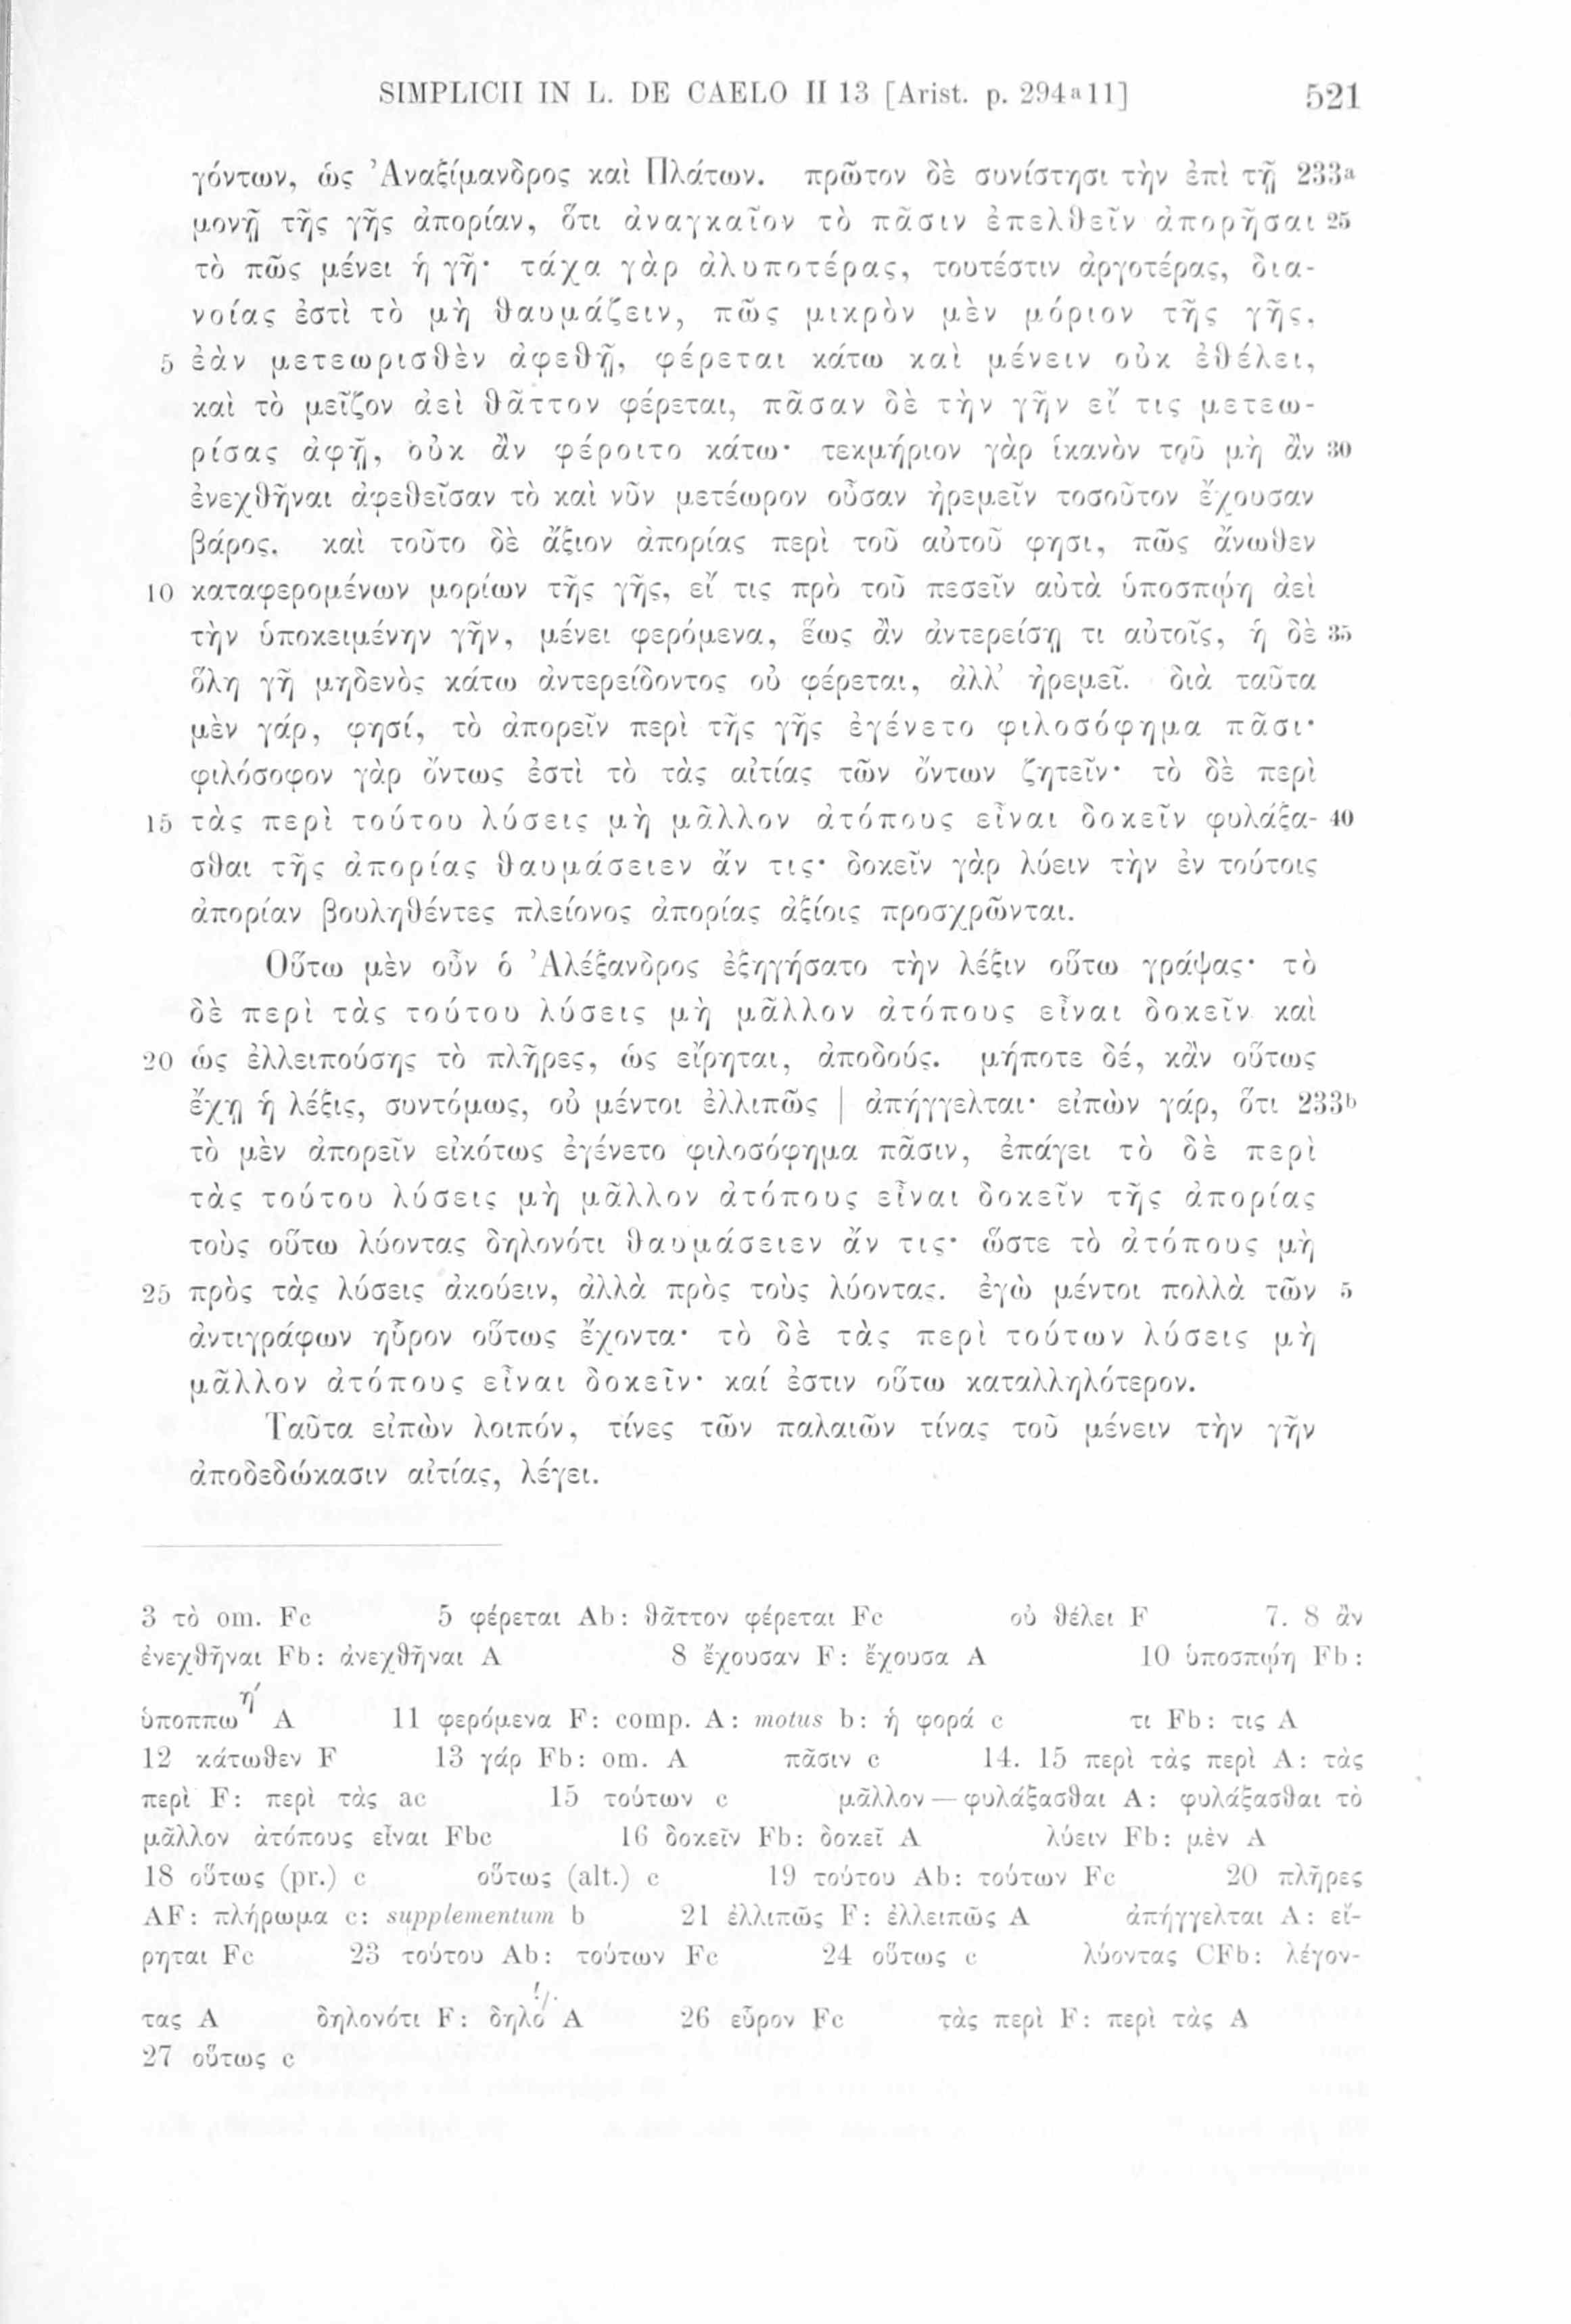 SIMPLICII IN L. DE CAELO II 13 [Arist. p. 294ᵃ11] 521
γόντων, ὡς Ἀναξίμανδρος καὶ Πλάτων. πρῶτον δὲ συνίστησι τὴν ἐπὶ τῇ 233ᵃ
μονῇ τῆς γῆς ἀπορίαν, ὅτι ἀναγκαῖον τὸ πᾶσιν ἐπελθεῖν ἀπορῆσαι 25
τὸ πῶς μένει ἡ γῆ· τάχα γὰρ ἀλυποτέρας, τουτέστιν ἀργοτέρας, δια-
νοίας ἐστὶ τὸ μὴ θαυμάζειν, πῶς μικρὸν μὲν μόριον τῆς γῆς,
5 ἐὰν μετεωρισθὲν ἀφεθῇ, φέρεται κάτω καὶ μένειν οὐκ ἐθέλει,
καὶ τὸ μεῖζον ἀεὶ θᾶττον φέρεται, πᾶσαν δὲ τὴν γῆν εἴ τις μετεω-
ρίσας ἀφῇ, οὐκ ἂν φέροιτο κάτω· τεκμήριον γὰρ ἱκανὸν τοῦ μὴ ἂν 30
ἐνεχθῆναι ἀφεθεῖσαν τὸ καὶ νῦν μετέωρον οὖσαν ἠρεμεῖν τοσοῦτον ἔχουσαν
βάρος. καὶ τοῦτο δὲ ἄξιον ἀπορίας περὶ τοῦ αὐτοῦ φησι, πῶς ἄνωθεν
10 καταφερομένων μορίων τῆς γῆς, εἴ τις πρὸ τοῦ πεσεῖν αὐτὰ ὑποσπῴη ἀεὶ
τὴν ὑποκειμένην γῆν, μένει φερόμενα, ἕως ἂν ἀντερείσῃ τι αὐτοῖς, ἡ δὲ 35
ὅλη γῆ μηδενὸς κάτω ἀντερείδοντος οὐ φέρεται, ἀλλ’ ἠρεμεῖ. διὰ ταῦτα
μὲν γάρ, φησί, τὸ ἀπορεῖν περὶ τῆς γῆς ἐγένετο φιλοσόφημα πᾶσι·
φιλόσοφον γὰρ ὄντως ἐστὶ τὸ τὰς αἰτίας τῶν ὄντων ζητεῖν· τὸ δὲ περὶ
15 τὰς περὶ τούτου λύσεις μὴ μᾶλλον ἀτόπους εἶναι δοκεῖν φυλάξα- 40
σθαι τῆς ἀπορίας θαυμάσειεν ἄν τις· δοκεῖν γὰρ λύειν τὴν ἐν τούτοις
ἀπορίαν βουληθέντες πλείονος ἀπορίας ἀξίοις προσχρῶνται.
Οὕτω μὲν οὖν ὁ Ἀλέξανδρος ἐξηγήσατο τὴν λέξιν οὕτω γράψας· τὸ
δὲ περὶ τὰς τούτου λύσεις μὴ μᾶλλον ἀτόπους εἶναι δοκεῖν καὶ
20 ὡς ἐλλειπούσης τὸ πλῆρες, ὡς εἴρηται, ἀποδούς. μήποτε δέ, κἂν οὕτως
ἔχῃ ἡ λέξις, συντόμως, οὐ μέντοι ἐλλιπῶς | ἀπήγγελται· εἰπὼν γάρ, ὅτι 233ᵇ
τὸ μὲν ἀπορεῖν εἰκότως ἐγένετο φιλοσόφημα πᾶσιν, ἐπάγει τὸ δὲ περὶ
τὰς τούτου λύσεις μὴ μᾶλλον ἀτόπους εἶναι δοκεῖν τῆς ἀπορίας
τοὺς οὕτω λύοντας δηλονότι θαυμάσειεν ἄν τις· ὥστε τὸ ἀτόπους μὴ
25 πρὸς τὰς λύσεις ἀκούειν, ἀλλὰ πρὸς τοὺς λύοντας. ἐγὼ μέντοι πολλὰ τῶν 5
ἀντιγράφων ηὗρον οὕτως ἔχοντα· τὸ δὲ τὰς περὶ τούτων λύσεις μὴ
μᾶλλον ἀτόπους εἶναι δοκεῖν· καί ἐστιν οὕτω καταλληλότερον.
Ταῦτα εἰπὼν λοιπόν, τίνες τῶν παλαιῶν τίνας τοῦ μένειν τὴν γῆν
ἀποδεδώκασιν αἰτίας, λέγει.
3 τὸ om. Fc 5 φέρεται Ab: θᾶττον φέρεται Fc οὐ θέλει F 7. 8 ἂν
ἐνεχθῆναι Fb: ἀνεχθῆναι A 8 ἔχουσαν F: ἔχουσα A 10 ὑποσπῴη Fb:
ὑποππωή A 11 φερόμενα F: comp. A: motus b: ἡ φορά c τι Fb: τις A
12 κάτωθεν F 13 γάρ Fb: om. A πᾶσιν c 14. 15 περὶ τὰς περὶ A: τὰς
περὶ F: περὶ τὰς ac 15 τούτων c μᾶλλον — φυλάξασθαι A: φυλάξασθαι τὸ
μᾶλλον ἀτόπους εἶναι Fbc 16 δοκεῖν Fb: δοκεῖ A λύειν Fb: μὲν A
18 οὕτως (pr.) c οὕτως (alt.) c 19 τούτου Ab: τούτων Fc 20 πλῆρες
AF: πλήρωμα c: supplementum b 21 ἐλλιπῶς F: ἐλλειπῶς A ἀπήγγελται A: εἴ-
ρηται Fc 23 τούτου Ab: τούτων Fc 24 οὕτως c λύοντας CFb: λέγον-
τας A δηλονότι F: δηλο A 26 εὗρον Fc τὰς περὶ F: περὶ τὰς A
27 οὕτως c